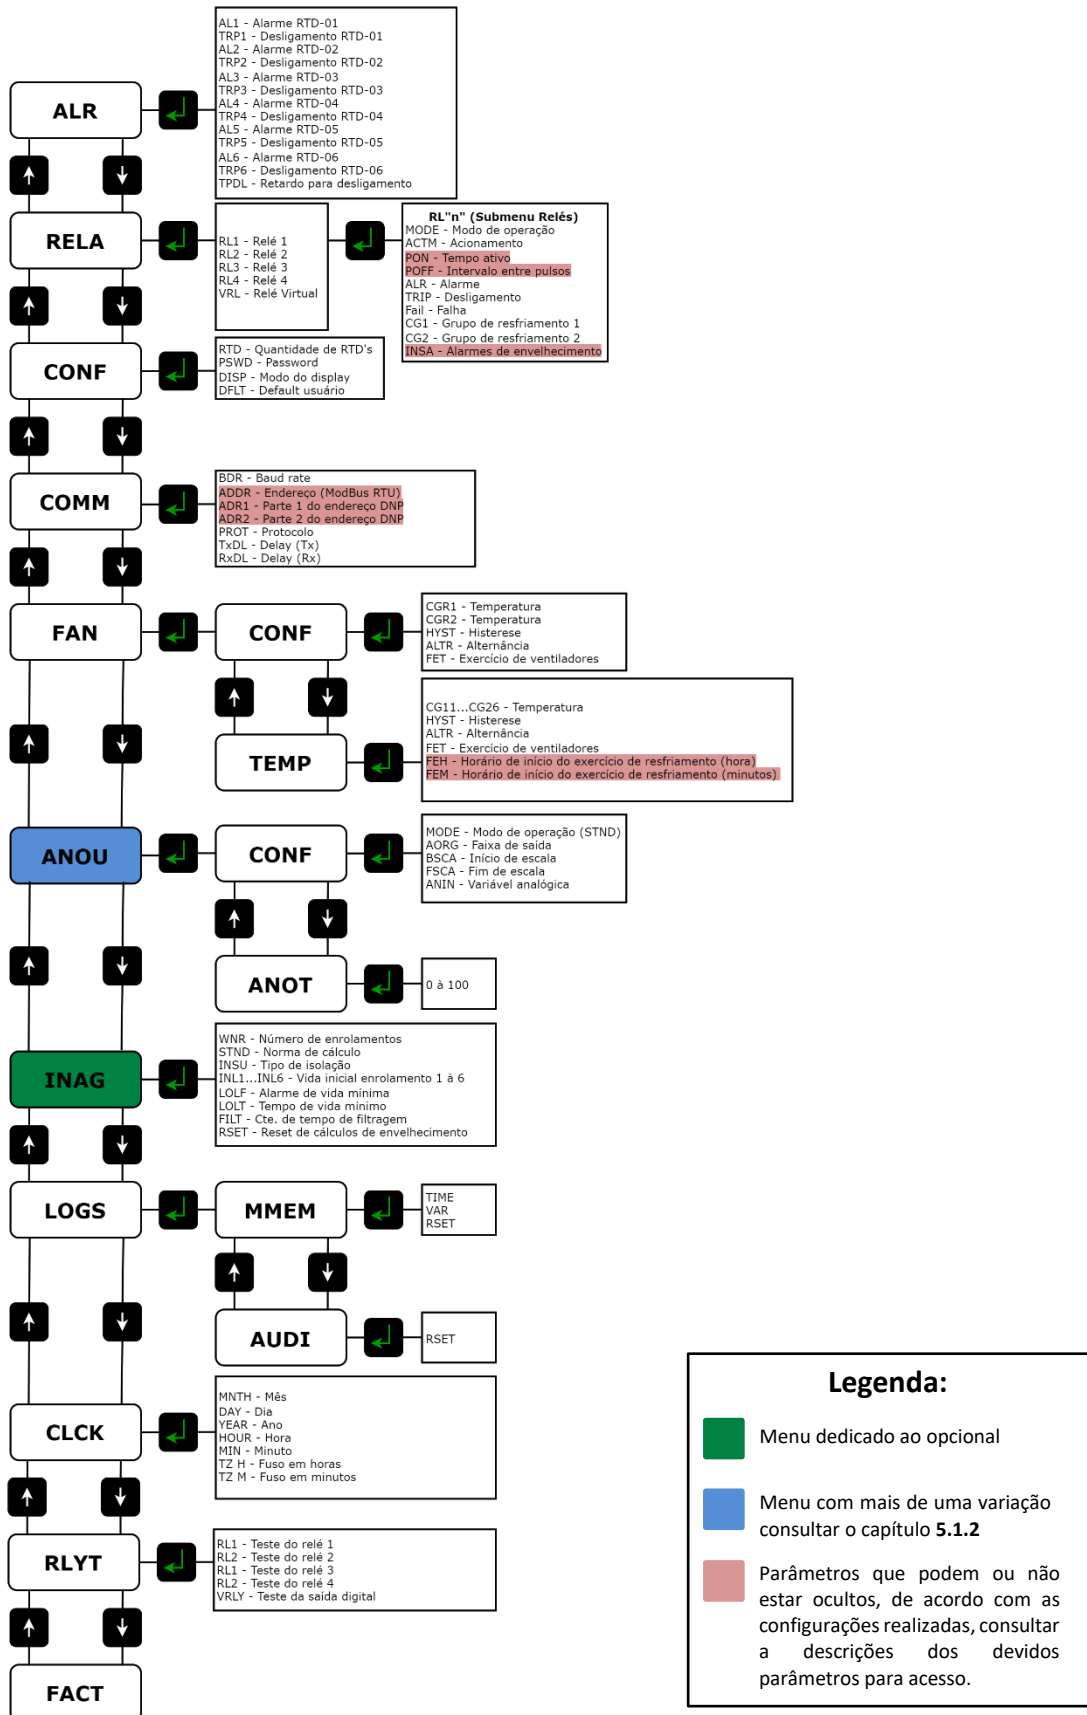 AL1 - Alarme RTD-01
TRP1 - Desligamento RTD-01
AL2 - Alarme RTD-02
TRP2 - Desligamento RTD-02
AL3 - Alarme RTD-03
TRP3 - Desligamento RTD-03
AL4 - Alarme RTD-04
TRP4 - Desligamento RTD-04
AL5 - Alarme RTD-05
TRP5 - Desligamento RTD-05
AL6 - Alarme RTD-06
TRP6 - Desligamento RTD-06
TPDL - Retardo para desligamento
ALR
RELA
RL1 - Relé 1
RL2 - Relé 2
RL3 - Relé 3
RL4 - Relé 4
VRL - Relé Virtual
RL"n" (Submenu Relés)
MODE - Modo de operação
ACTM - Acionamento
PON - Tempo ativo
POFF - Intervalo entre pulsos
ALR - Alarme
TRIP - Desligamento
Fail - Falha
CG1 - Grupo de resfriamento 1
CG2 - Grupo de resfriamento 2
INSA - Alarmes de envelhecimento
CONF
RTD - Quantidade de RTD's
PSWD - Password
DISP - Modo do display
DFLT - Default usuário
COMM
BDR - Baud rate
ADDR - Endereço (ModBus RTU)
ADR1 - Parte 1 do endereço DNP
ADR2 - Parte 2 do endereço DNP
PROT - Protocolo
TxDL - Delay (Tx)
RxDL - Delay (Rx)
FAN
CONF
CGR1 - Temperatura
CGR2 - Temperatura
HYST - Histerese
ALTR - Alternância
FET - Exercício de ventiladores
TEMP
CG11...CG26 - Temperatura
HYST - Histerese
ALTR - Alternância
FET - Exercício de ventiladores
FEH - Horário de início do exercício de resfriamento (hora)
FEM - Horário de início do exercício de resfriamento (minutos)
ANOU
CONF
MODE - Modo de operação (STND)
AORG - Faixa de saída
BSCA - Início de escala
FSCA - Fim de escala
ANIN - Variável analógica
ANOT
0 à 100
INAG
WNR - Número de enrolamentos
STND - Norma de cálculo
INSU - Tipo de isolação
INL1...INL6 - Vida inicial enrolamento 1 à 6
LOLF - Alarme de vida mínima
LOLT - Tempo de vida mínimo
FILT - Cte. de tempo de filtragem
RSET - Reset de cálculos de envelhecimento
LOGS
MMEM
TIME
VAR
RSET
AUDI
RSET
CLCK
MNTH - Mês
DAY - Dia
YEAR - Ano
HOUR - Hora
MIN - Minuto
TZ H - Fuso em horas
TZ M - Fuso em minutos
RLYT
RL1 - Teste do relé 1
RL2 - Teste do relé 2
RL1 - Teste do relé 3
RL2 - Teste do relé 4
VRLY - Teste da saída digital
FACT
Legenda:
Menu dedicado ao opcional
Menu com mais de uma variação
consultar o capítulo 5.1.2
Parâmetros que podem ou não
estar ocultos, de acordo com as
configurações realizadas, consultar
a descrições dos devidos
parâmetros para acesso.